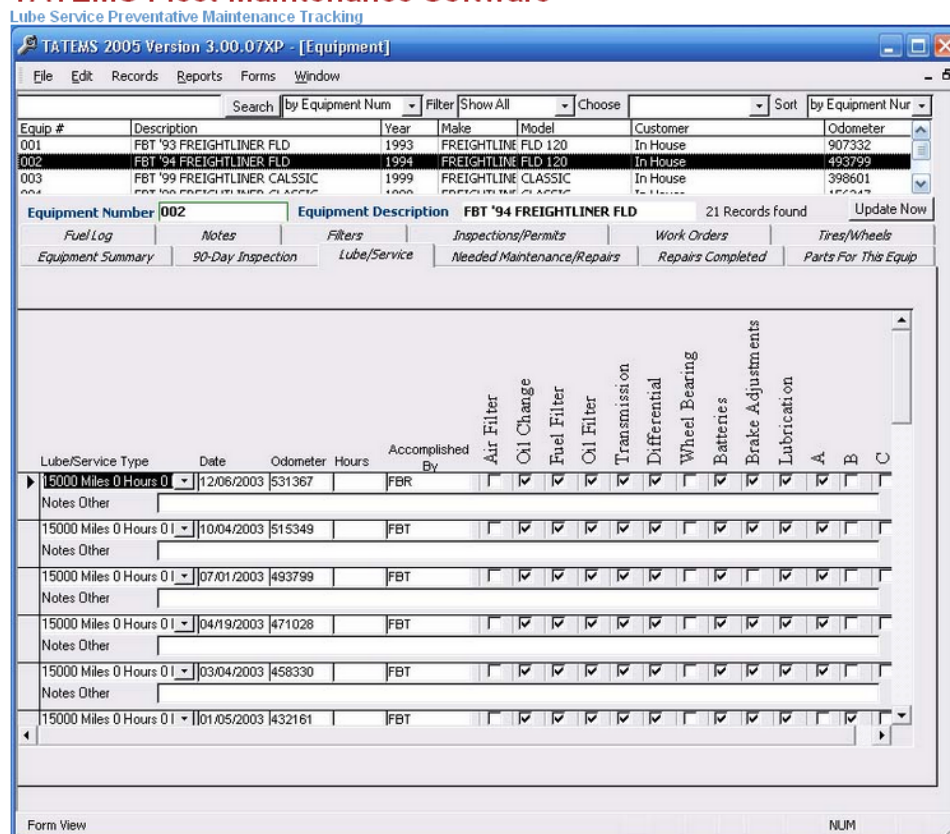 TATEMS Fleet Maintenance Software
Lube Service Preventative Maintenance Tracking
TATEMS 2005 Version 3.00.07XP - [Equipment]
File Edit Records Reports Forms Window
Search by Equipment Num Filter Show All Choose Sort by Equipment Nur
Equip # Description Year Make Model Customer Odometer
001 FBT '93 FREIGHTLINER FLD 1993 FREIGHTLINE FLD 120 In House 907332
002 FBT '94 FREIGHTLINER FLD 1994 FREIGHTLINE FLD 120 In House 493799
003 FBT '99 FREIGHTLINER CALSSIC 1999 FREIGHTLINE CLASSIC In House 398601
Equipment Number 002 Equipment Description FBT '94 FREIGHTLINER FLD 21 Records found Update Now
Fuel Log Notes Filters Inspections/Permits Work Orders Tires/Wheels
Equipment Summary 90-Day Inspection Lube/Service Needed Maintenance/Repairs Repairs Completed Parts For This Equip
Lube/Service Type Date Odometer Hours Accomplished By Air Filter Oil Change Fuel Filter Oil Filter Transmission Differential Wheel Bearing Batteries Brake Adjustments Lubrication A B C
15000 Miles 0 Hours 0 12/06/2003 531367 FBR
Notes Other
15000 Miles 0 Hours 0 I 10/04/2003 515349 FBT
Notes Other
15000 Miles 0 Hours 0 I 07/01/2003 493799 FBT
Notes Other
15000 Miles 0 Hours 0 I 04/19/2003 471028 FBT
Notes Other
15000 Miles 0 Hours 0 I 03/04/2003 458330 FBT
Notes Other
15000 Miles 0 Hours 0 I 01/05/2003 432161 FBT
Form View NUM